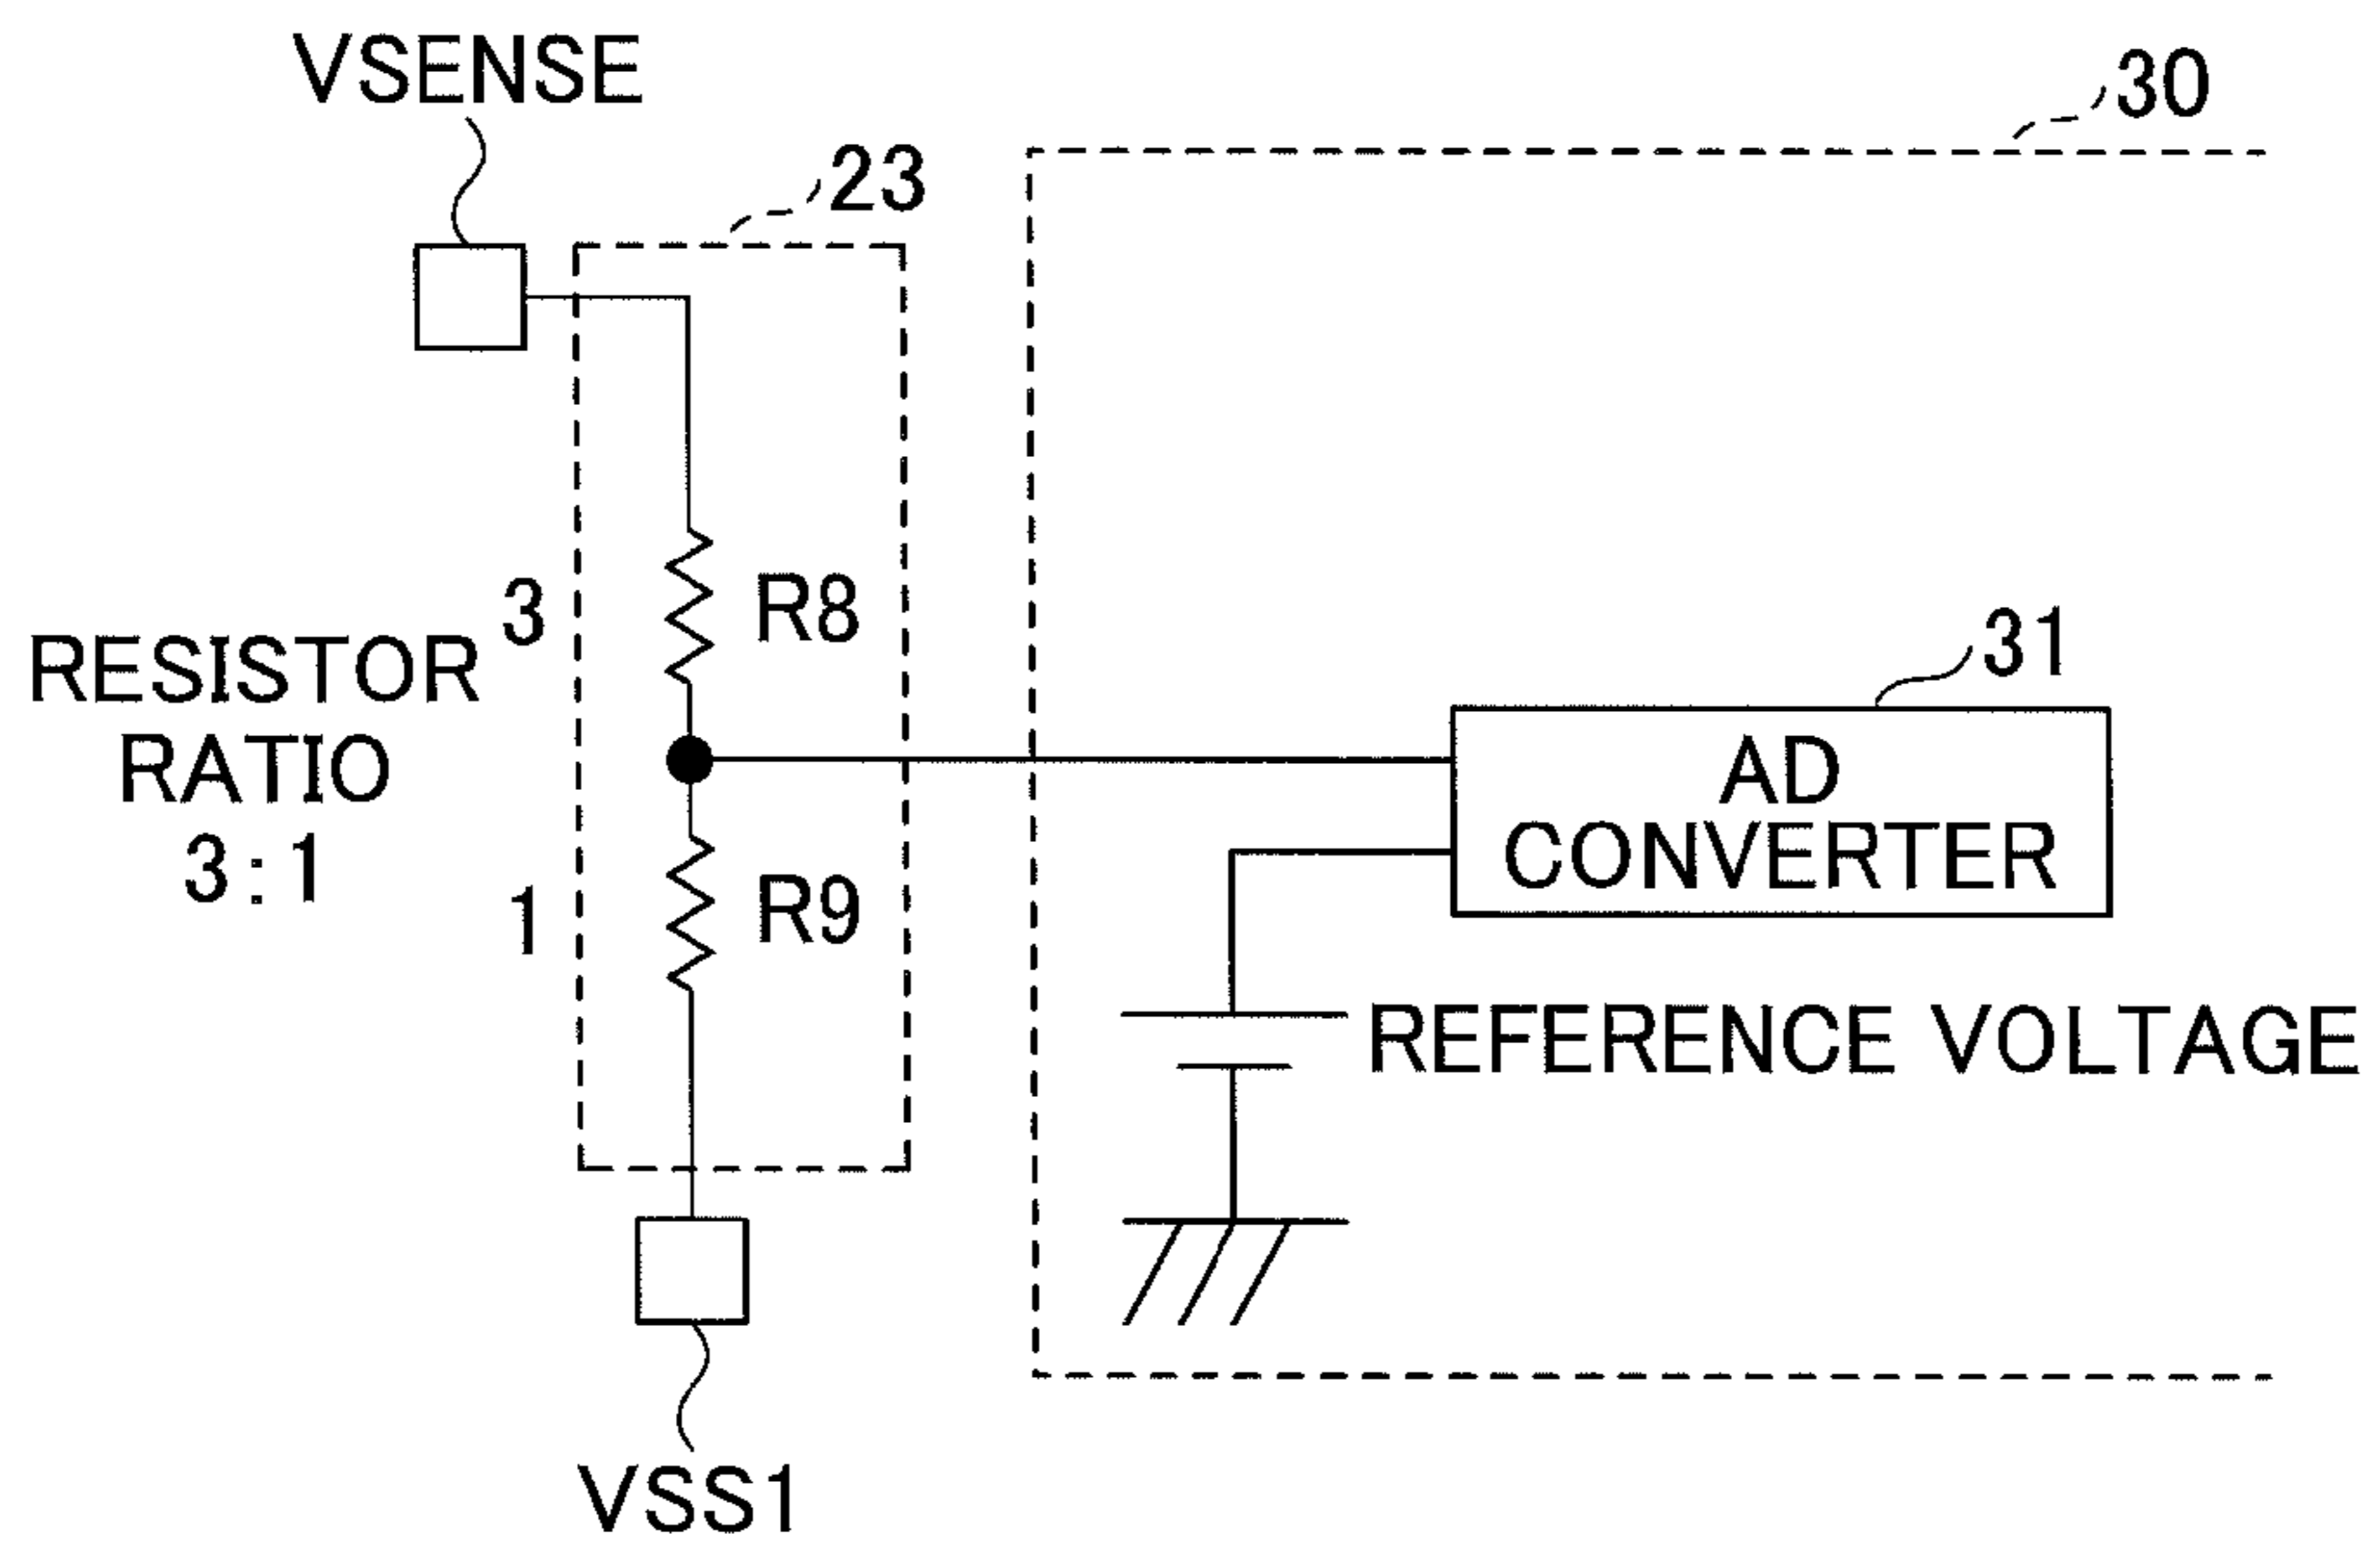 VSENSE
30
23
3
R8
RESISTOR
RATIO
3:1
31
AD
CONVERTER
1
R9
REFERENCE VOLTAGE
VSS1